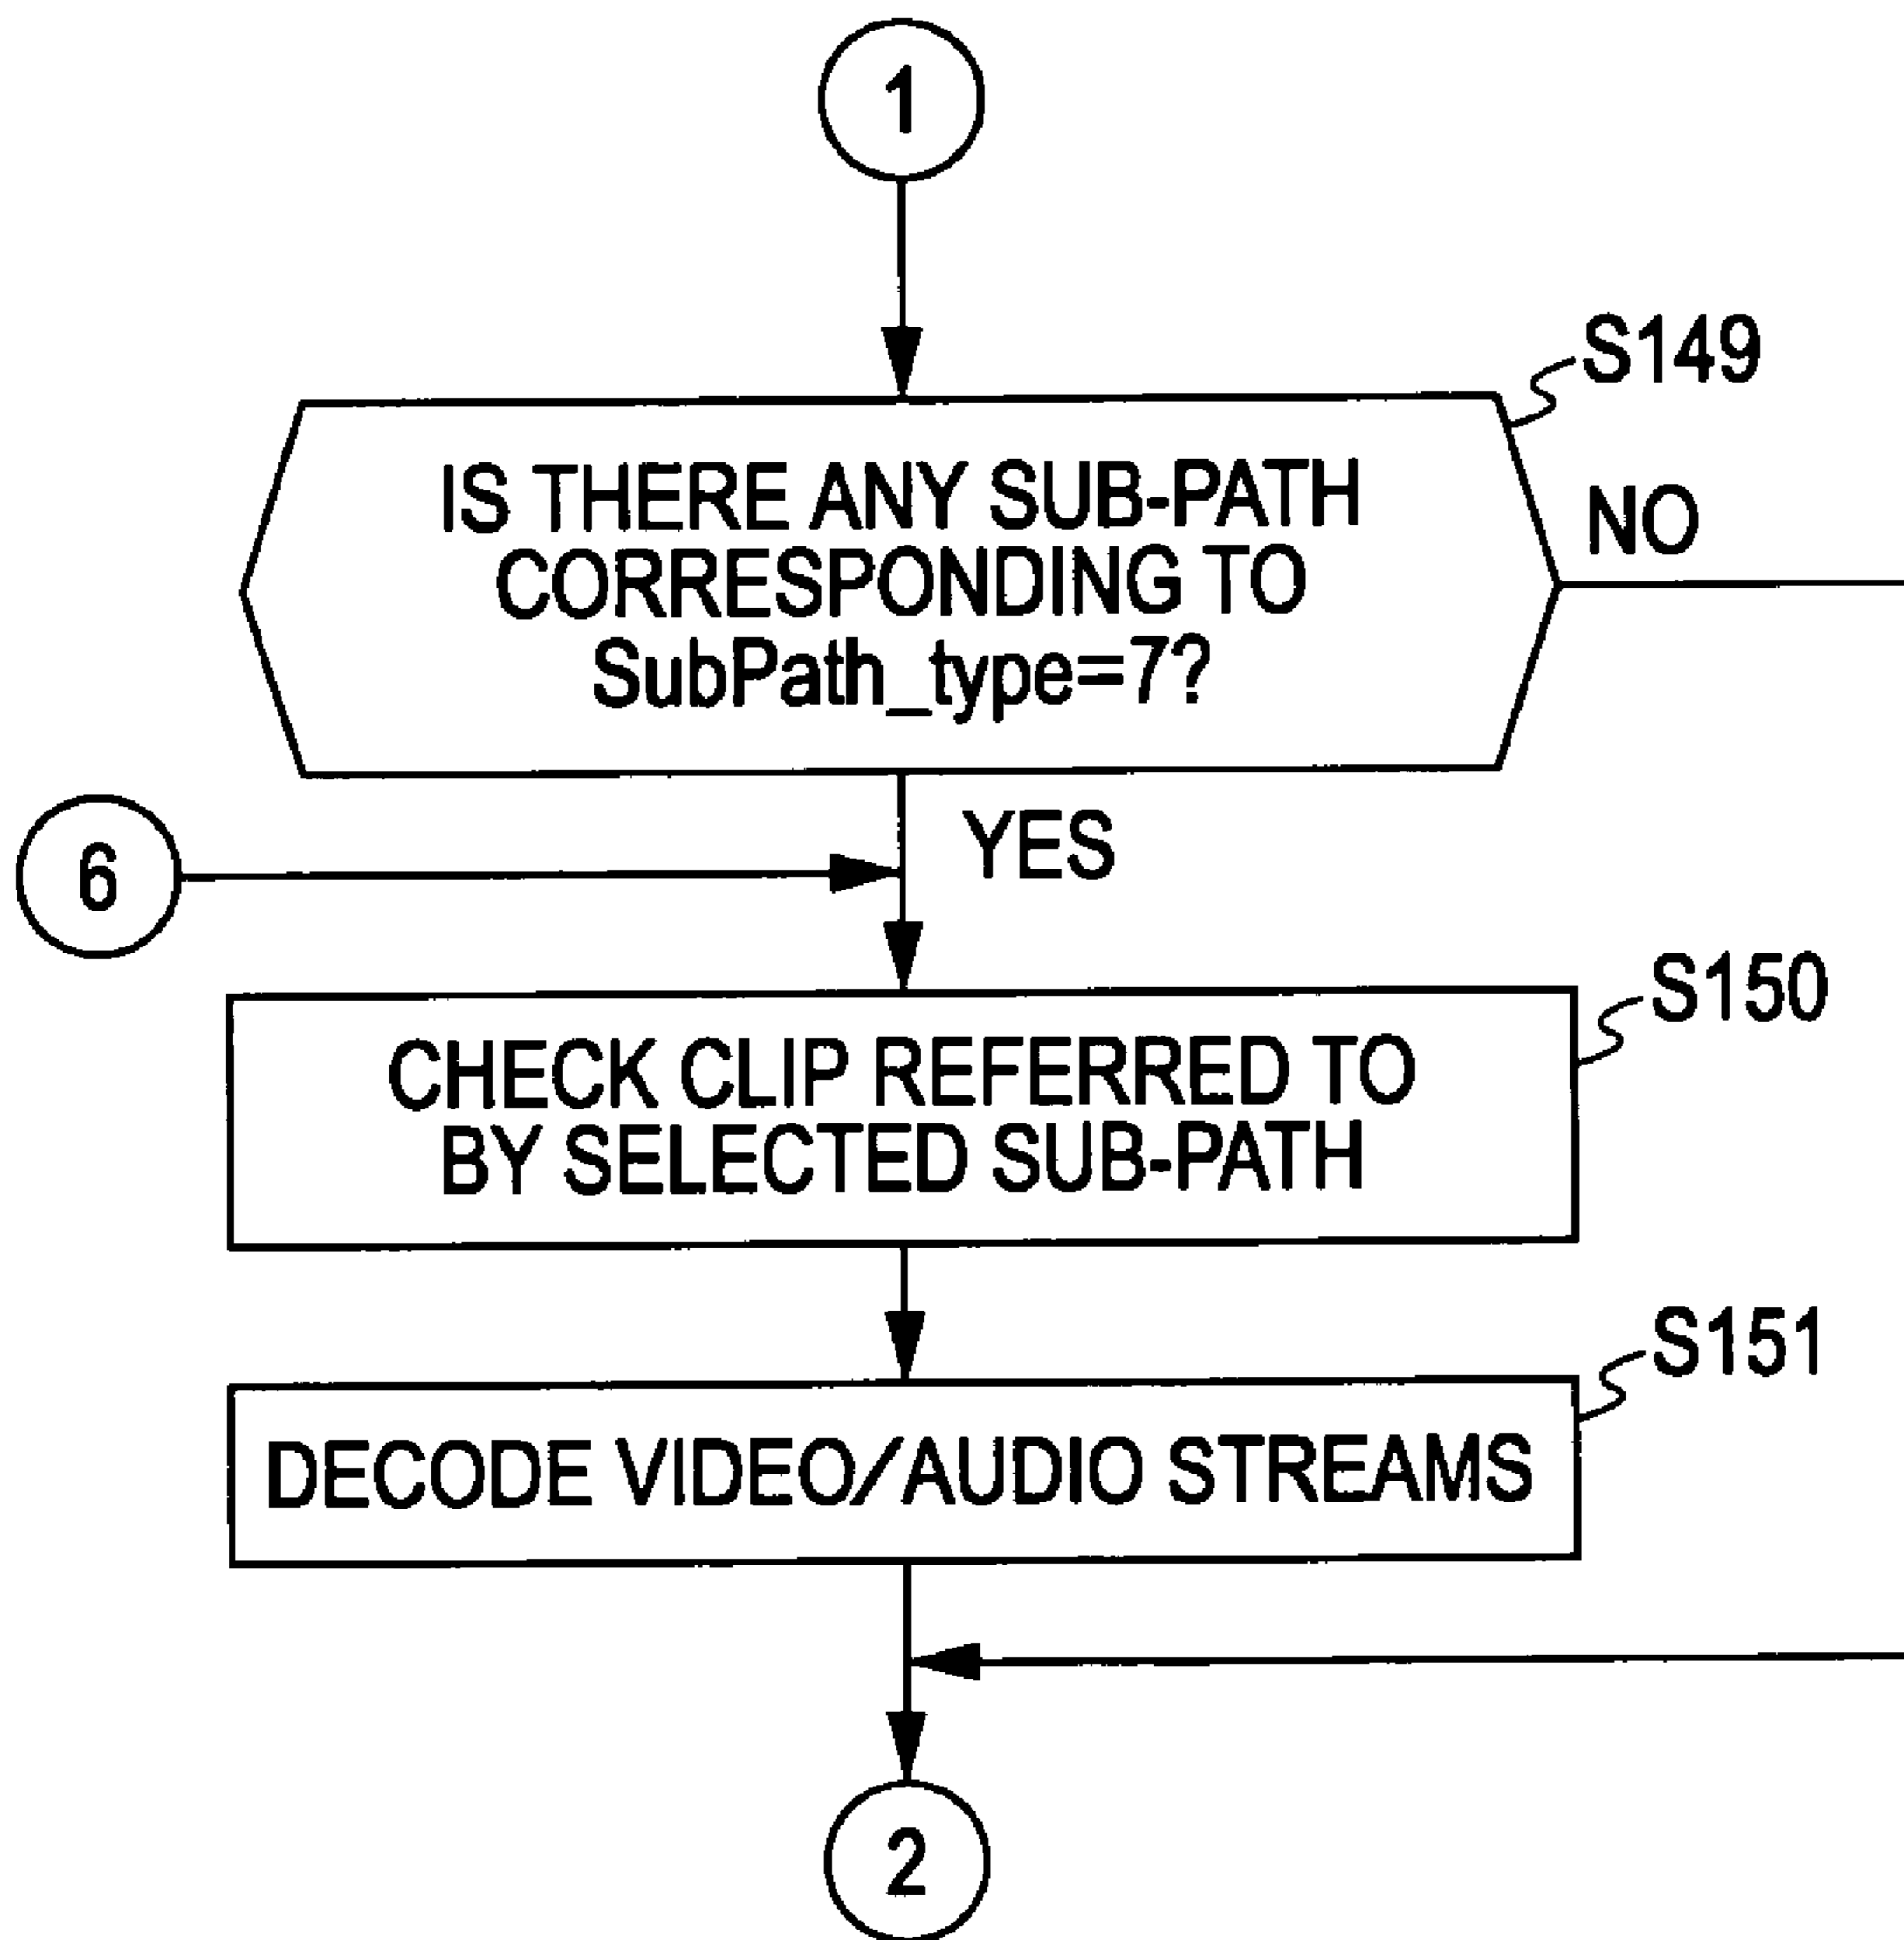 1
S149
IS THERE ANY SUB-PATH
CORRESPONDING TO
SubPath_type=7?
NO
YES
6
S150
CHECK CLIP REFERRED TO
BY SELECTED SUB-PATH
S151
DECODE VIDEO/AUDIO STREAMS
2